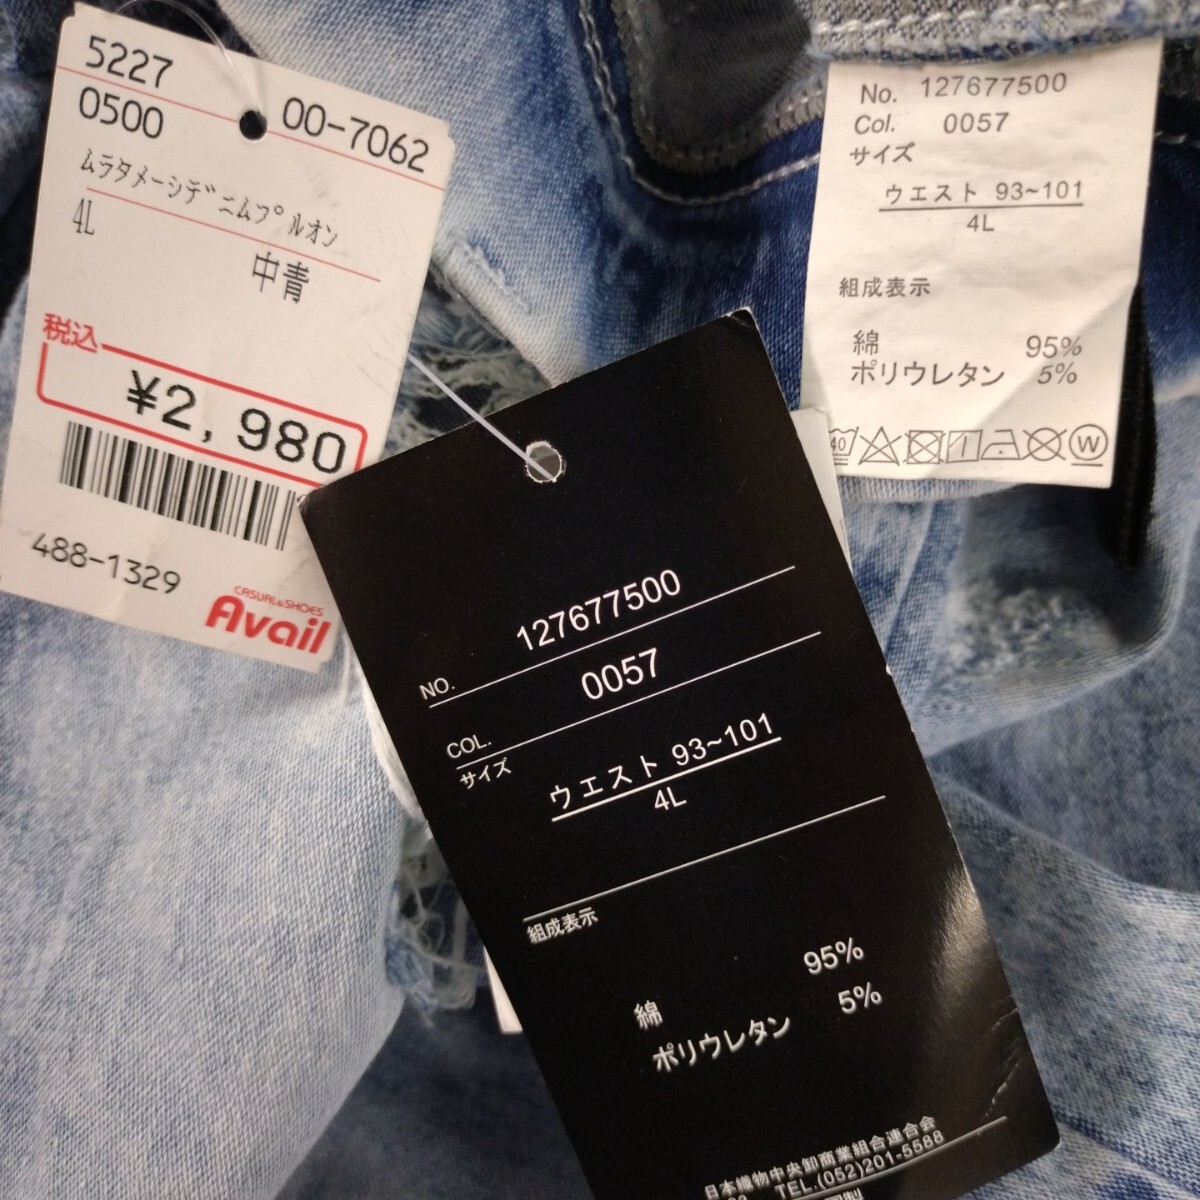 5227
0500
00-7062
ﾑﾗﾀﾒｰｼﾃﾞﾆﾑﾌﾟﾙｵﾝ
4L
中青
税込
¥2,980
488-1329
CASUAL&SHOES
Avail
No. 127677500
Col. 0057
サイズ
ウエスト 93~101
4L
組成表示
綿 95%
ポリウレタン 5%
40
W
NO. 127677500
COL. 0057
サイズ
ウエスト 93~101
4L
組成表示
綿 95%
ポリウレタン 5%
日本織物中央卸商業組合連合会
TEL.(052)201-5588